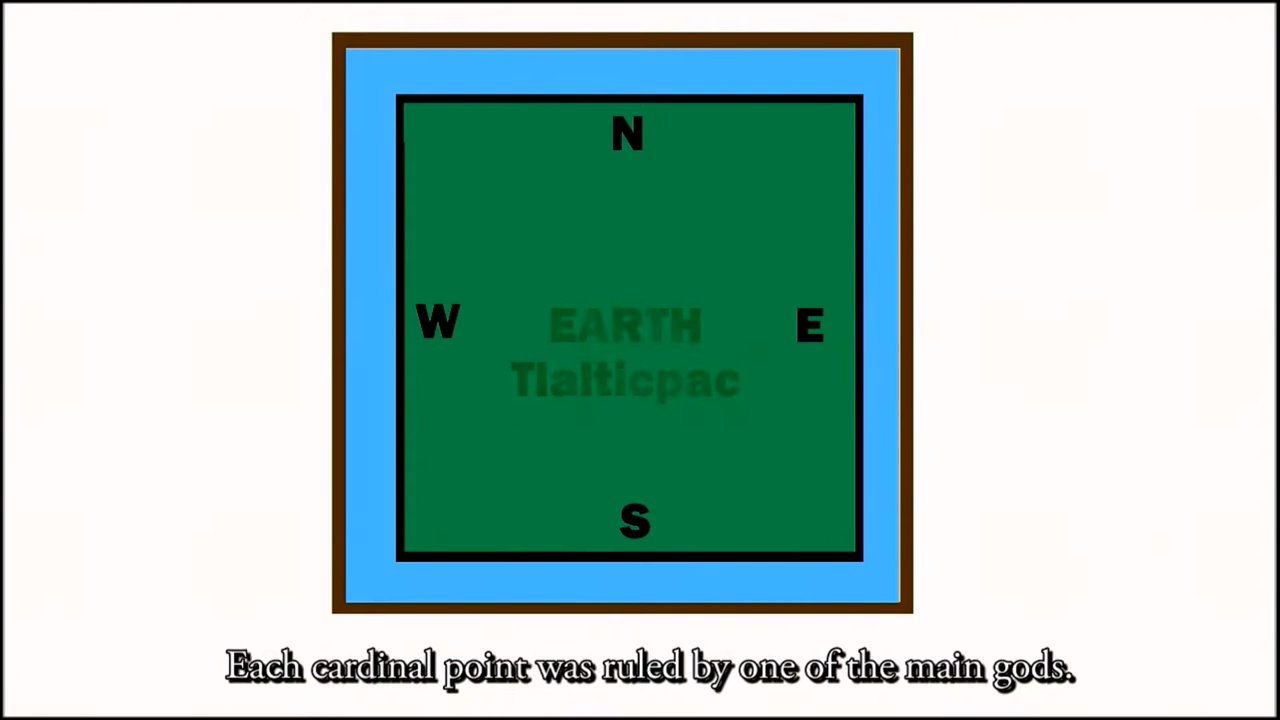 N
W
EARTH
E
Tlalticpac
S
Each cardinal point was ruled by one of the main gods.